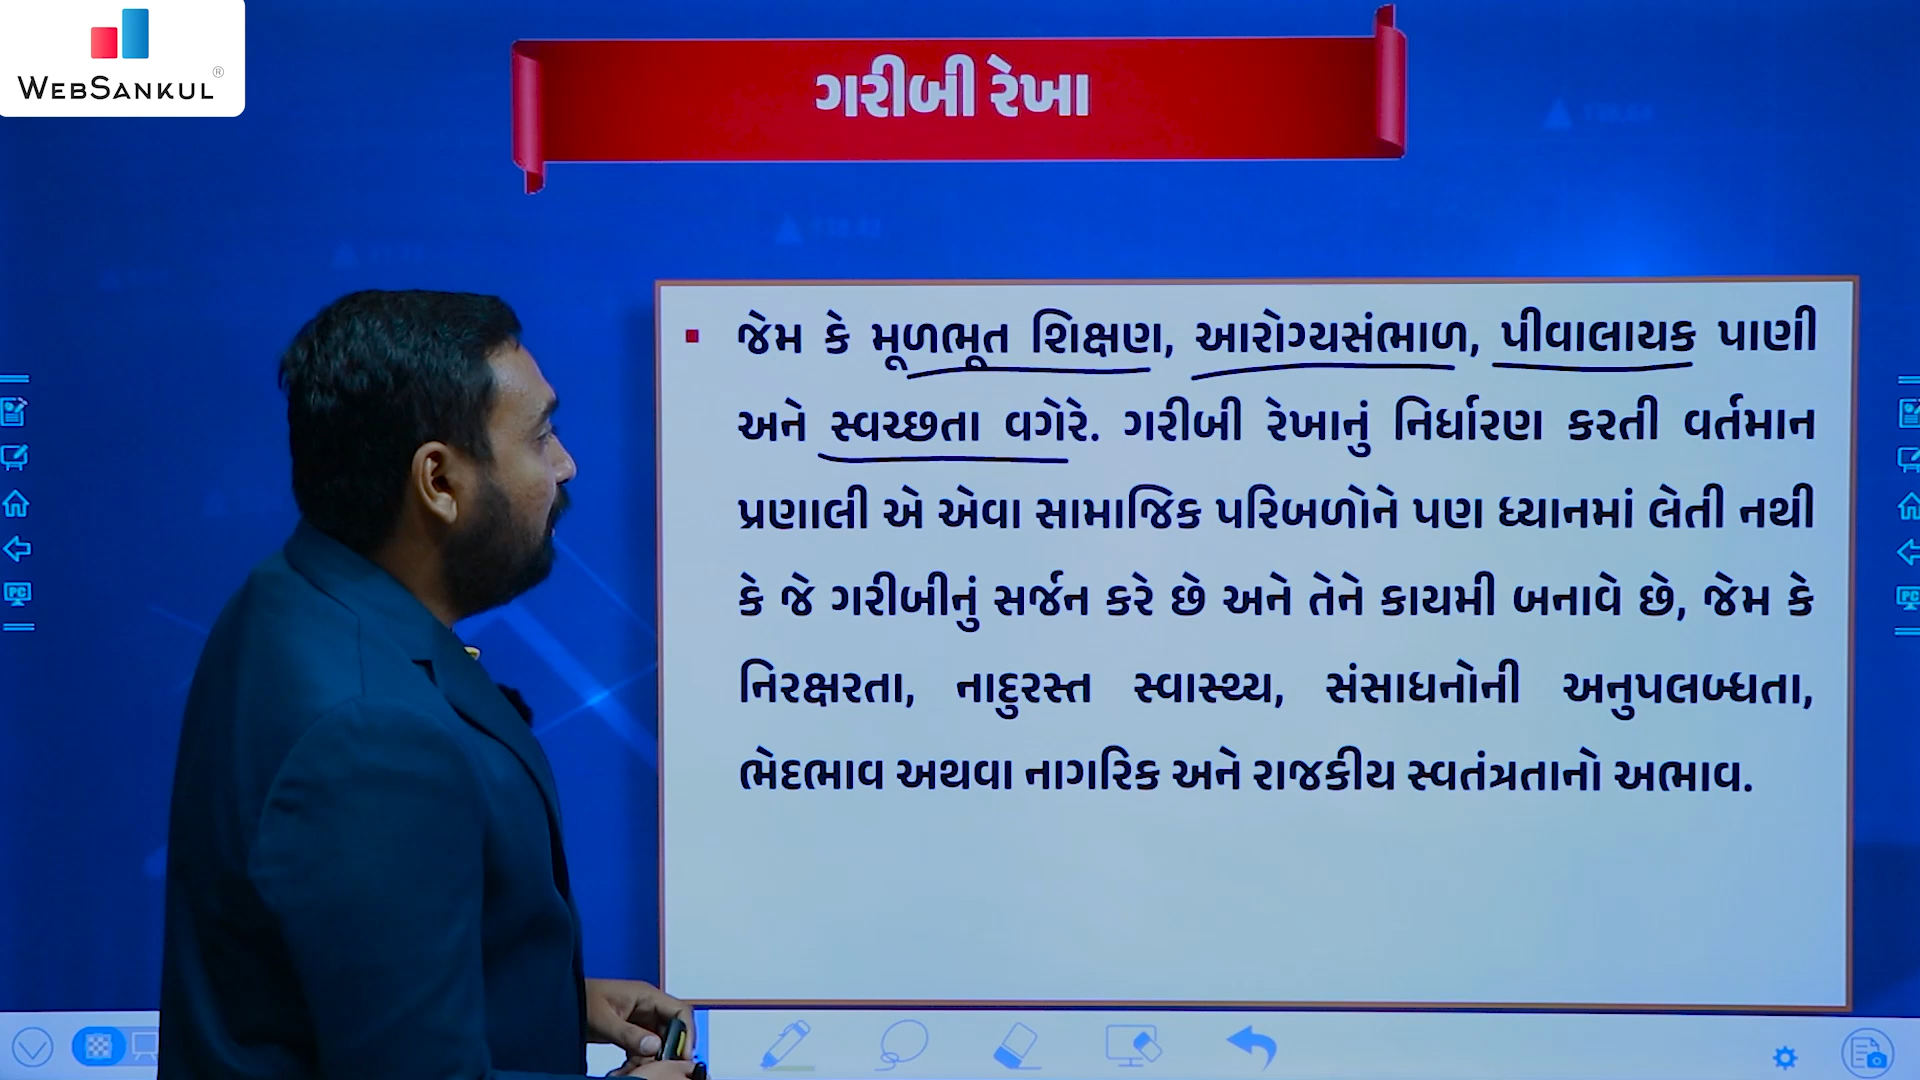 WEBSANKUL®
ગરીબી રેખા
▪ જેમ કે મૂળભૂત શિક્ષણ, આરોગ્યસંભાળ, પીવાલાયક પાણી
અને સ્વચ્છતા વગેરે. ગરીબી રેખાનું નિર્ધારણ કરતી વર્તમાન
પ્રણાલી એ એવા સામાજિક પરિબળોને પણ ધ્યાનમાં લેતી નથી
કે જે ગરીબીનું સર્જન કરે છે અને તેને કાયમી બનાવે છે, જેમ કે
નિરક્ષરતા, નાદુરસ્ત સ્વાસ્થ્ય, સંસાધનોની અનુપલબ્ધતા,
ભેદભાવ અથવા નાગરિક અને રાજકીય સ્વતંત્રતાનો અભાવ.
PC
PC